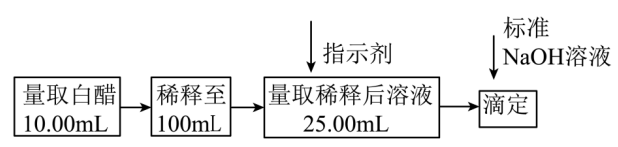 指示剂
标准
NaOH溶液
量取白醋
10.00mL
稀释至
100mL
量取稀释后溶液
25.00mL
滴定